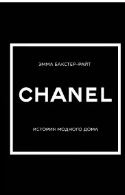 ЭММА БАКСТЕР-РАЙТ
CHANEL
ИСТОРИЯ МОДНОГО ДОМА